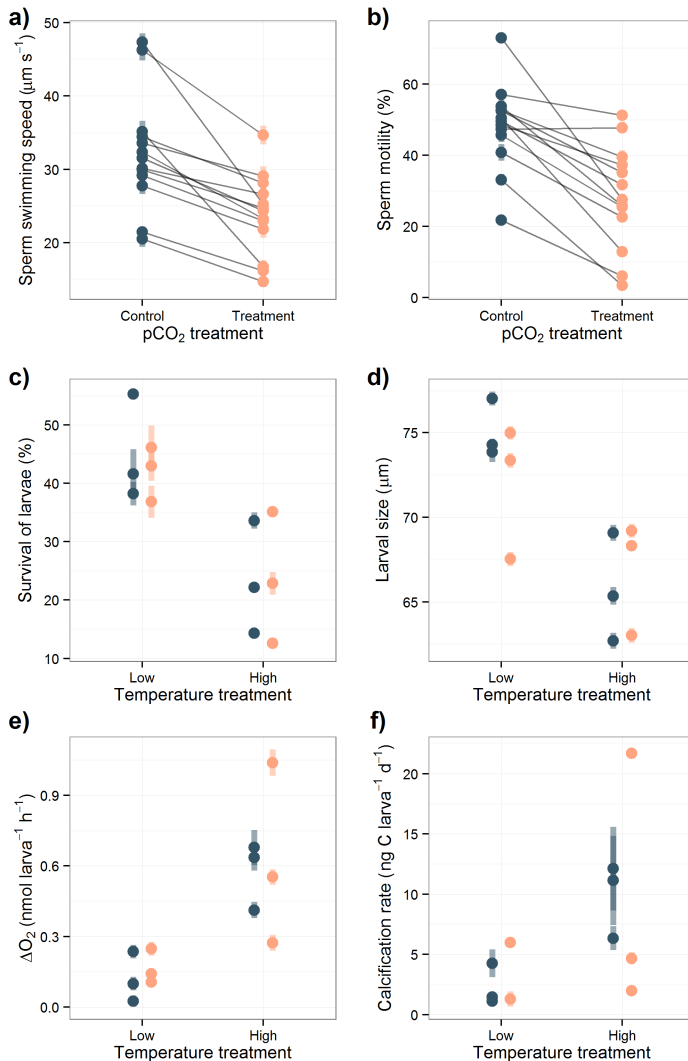 a)
Sperm swimming speed (μm s⁻¹)
50
40
30
20
Control
Treatment
pCO₂ treatment
b)
Sperm motility (%)
60
40
20
0
Control
Treatment
pCO₂ treatment
c)
Survival of larvae (%)
50
40
30
20
10
Low
High
Temperature treatment
d)
Larval size (μm)
75
70
65
Low
High
Temperature treatment
e)
ΔO₂ (nmol larva⁻¹ h⁻¹)
0.9
0.6
0.3
0.0
Low
High
Temperature treatment
f)
Calcification rate (ng C larva⁻¹ d⁻¹)
20
15
10
5
0
Low
High
Temperature treatment